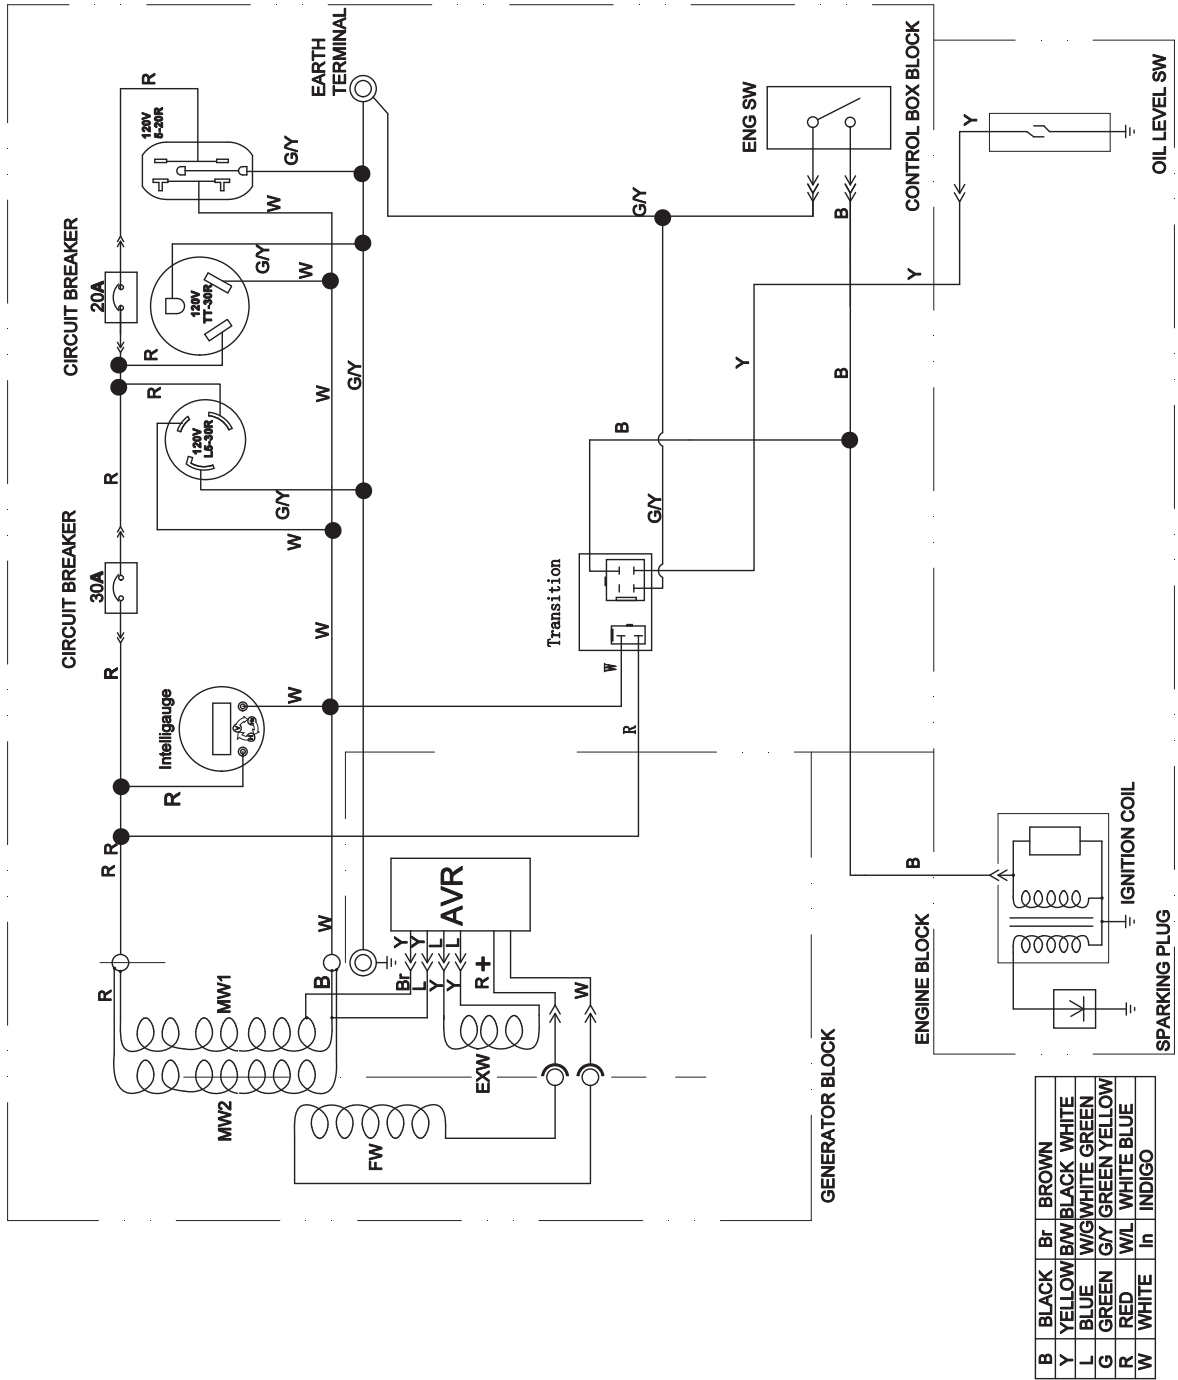 EARTH
TERMINAL
R
120V
5-20R
G/Y
W
CIRCUIT BREAKER
20A
G/Y
W
120V
TT-30R
R
R
120V
L5-30R
W
G/Y
R
G/Y
W
CIRCUIT BREAKER
30A
W
R
Intelligauge
W
R
R
R
W
ENG SW
CONTROL BOX BLOCK
OIL LEVEL SW
Y
G/Y
B
Y
Y
B
B
G/Y
Transition
W
R
AVR
Y
Y
L
L
Br
L
Y
Y
R
+
W
R
B
MW1
MW2
EXW
FW
GENERATOR BLOCK
B
ENGINE BLOCK
IGNITION COIL
SPARKING PLUG
B BLACK Br BROWN
Y YELLOW B/W BLACK WHITE
L BLUE W/G WHITE GREEN
G GREEN G/Y GREEN YELLOW
R RED W/L WHITE BLUE
W WHITE In INDIGO